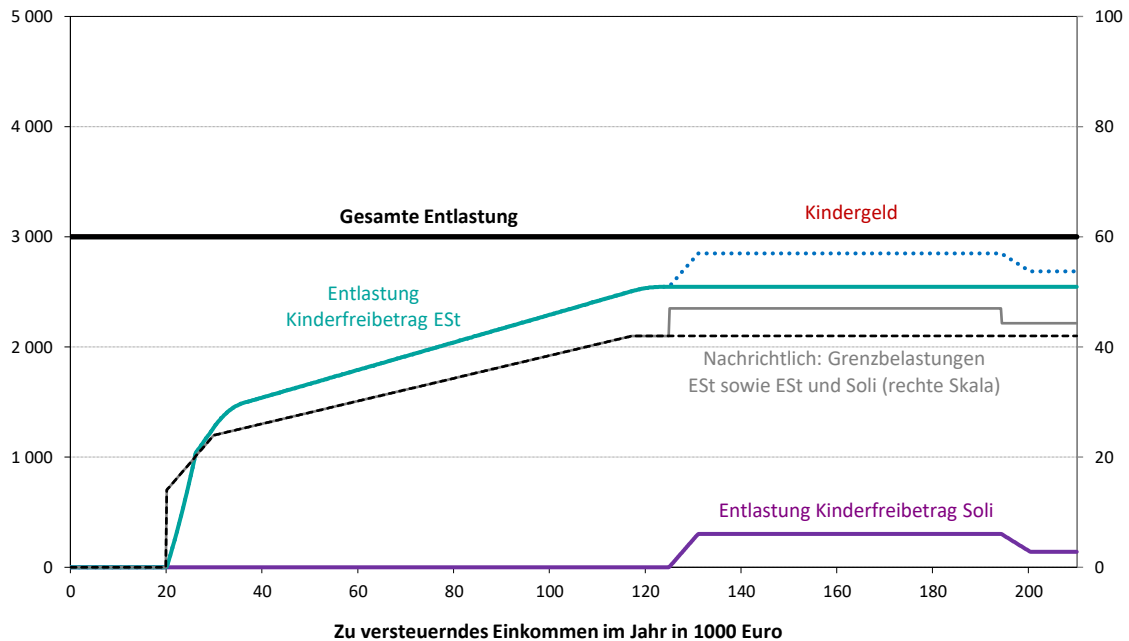 5 000
100
4 000
80
Gesamte Entlastung
Kindergeld
3 000
60
Entlastung
Kinderfreibetrag ESt
2 000
40
Nachrichtlich: Grenzbelastungen
ESt sowie ESt und Soli (rechte Skala)
1 000
20
Entlastung Kinderfreibetrag Soli
0
0
0 20 40 60 80 100 120 140 160 180 200
Zu versteuerndes Einkommen im Jahr in 1000 Euro